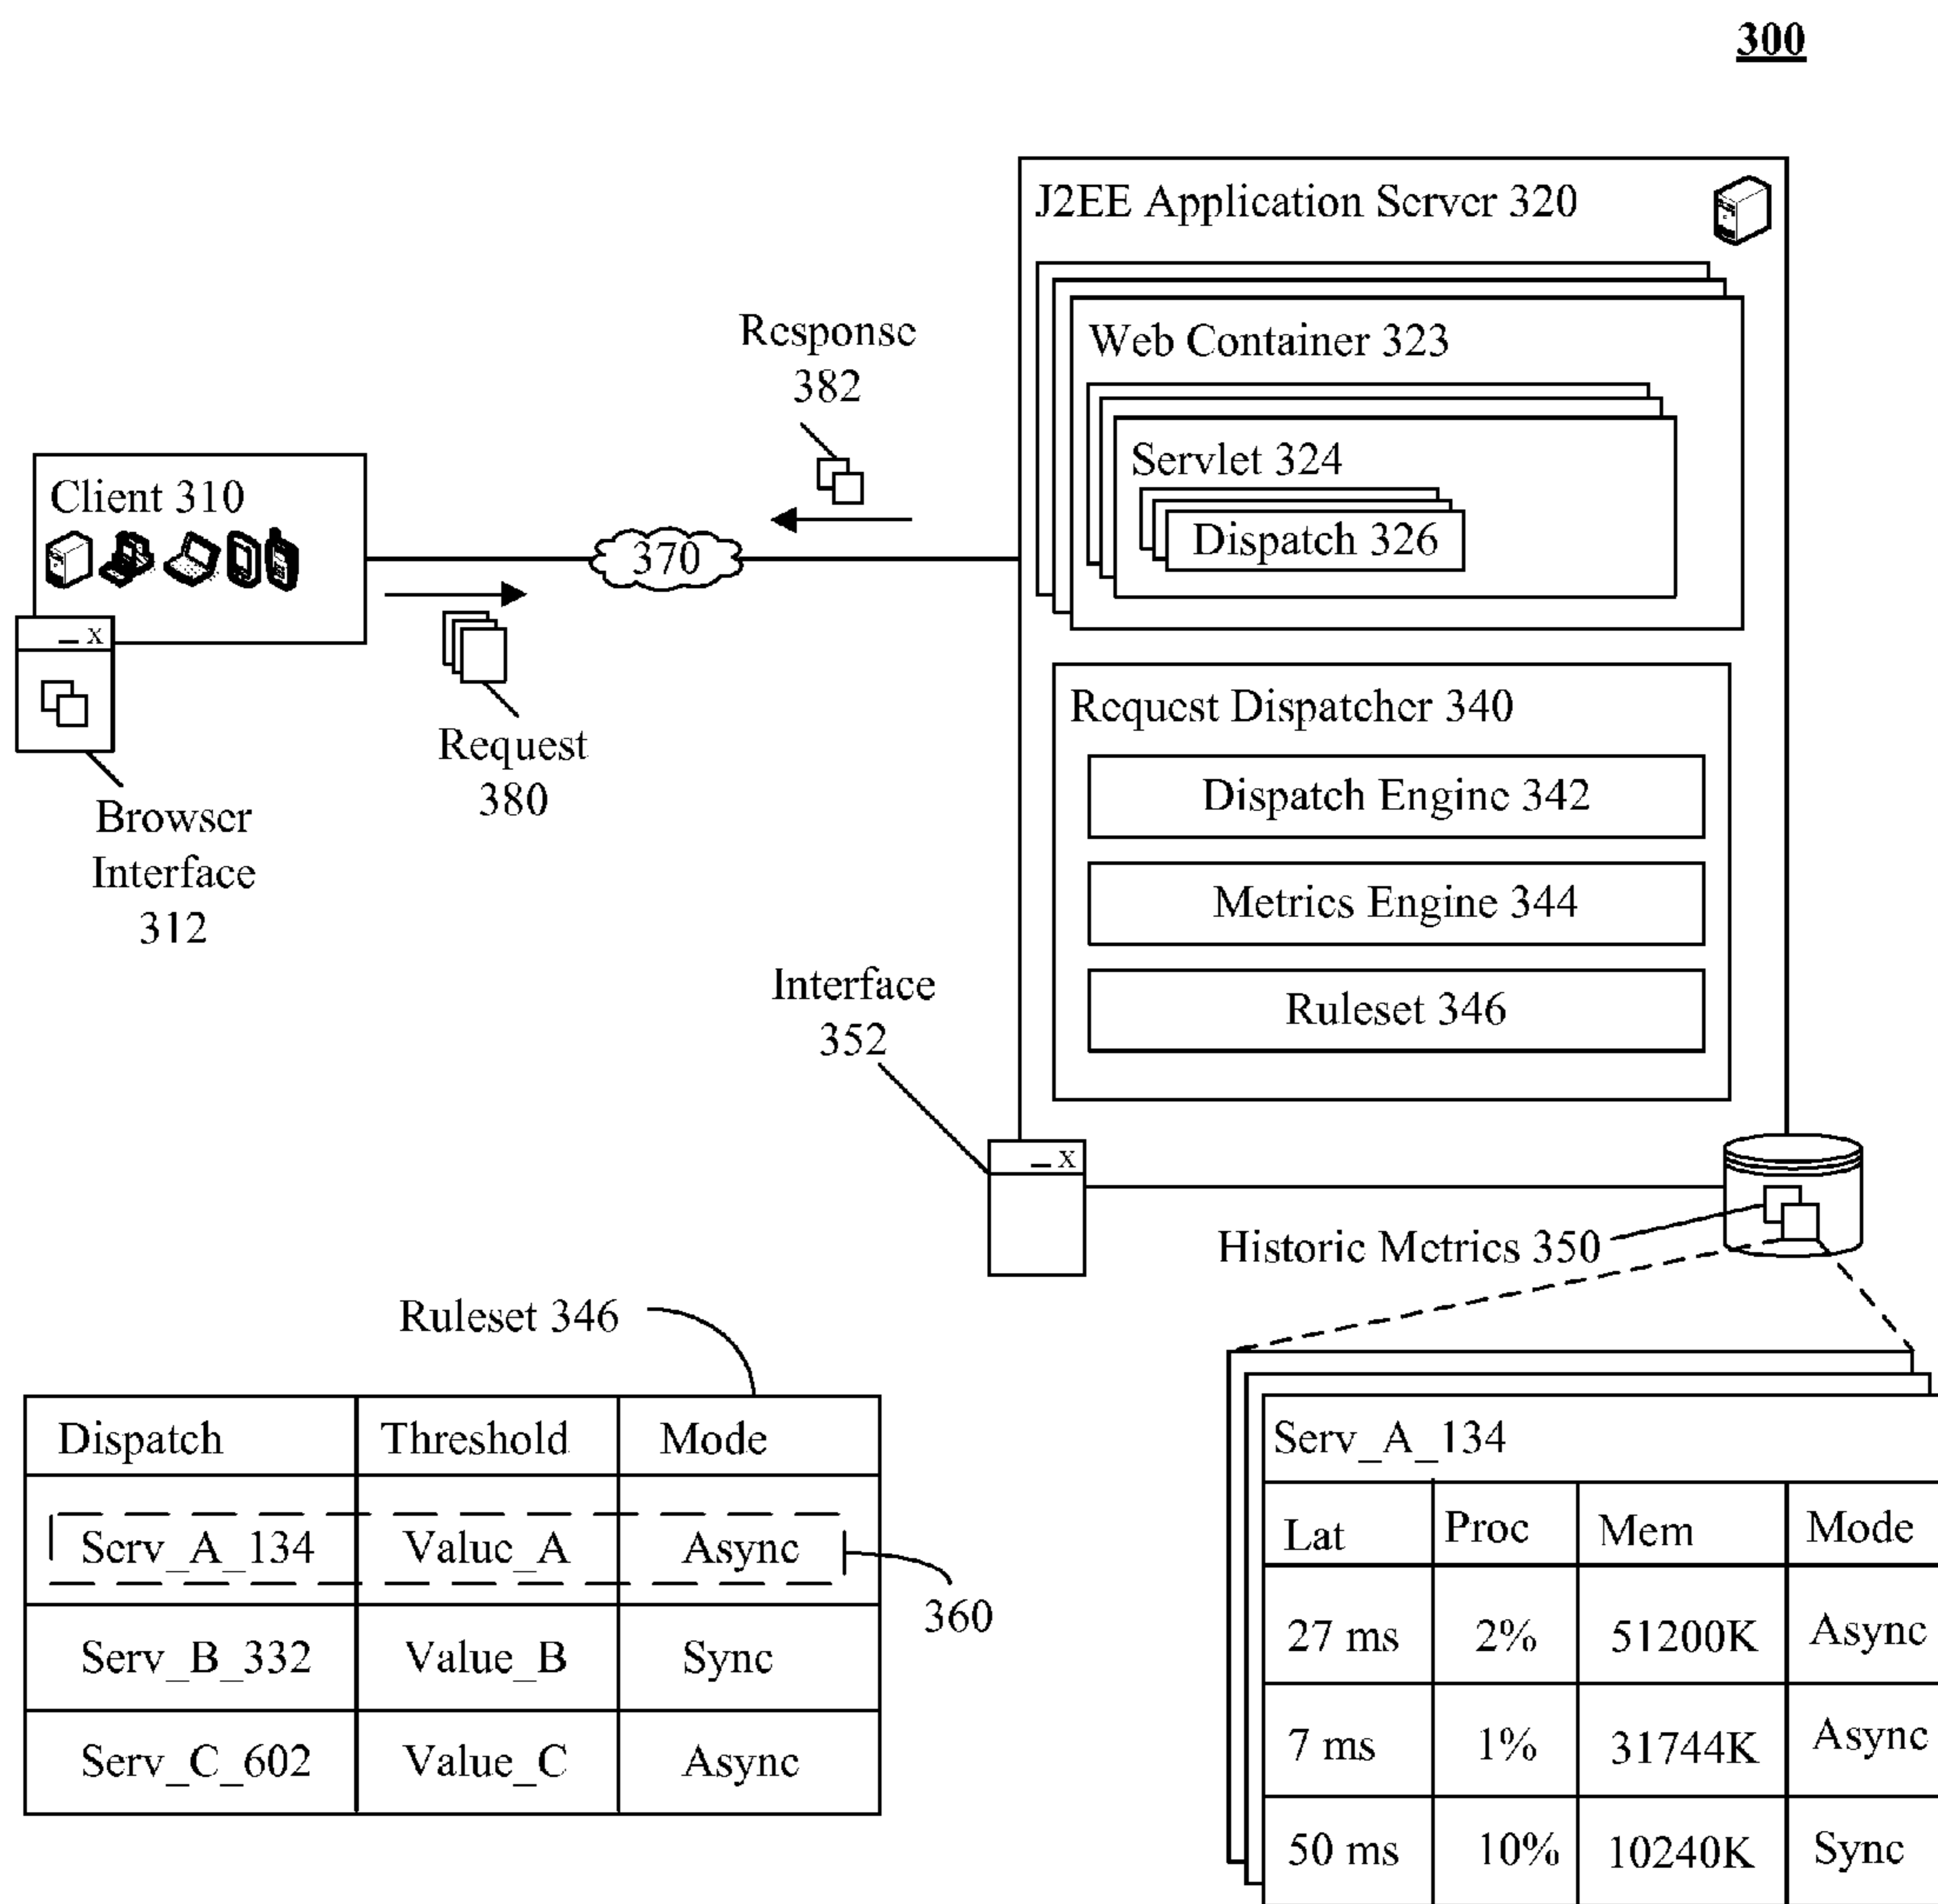 300
J2EE Application Server 320
Web Container 323
Servlet 324
Dispatch 326
Response
382
Client 310
370
_ x
Request
380
Browser
Interface
312
Request Dispatcher 340
Dispatch Engine 342
Metrics Engine 344
Ruleset 346
Interface
352
_ x
Historic Metrics 350
Ruleset 346
Dispatch Threshold Mode
Serv_A_134 Value_A Async
360
Serv_B_332 Value_B Sync
Serv_C_602 Value_C Async
Serv_A_134
Lat Proc Mem Mode
27 ms 2% 51200K Async
7 ms 1% 31744K Async
50 ms 10% 10240K Sync